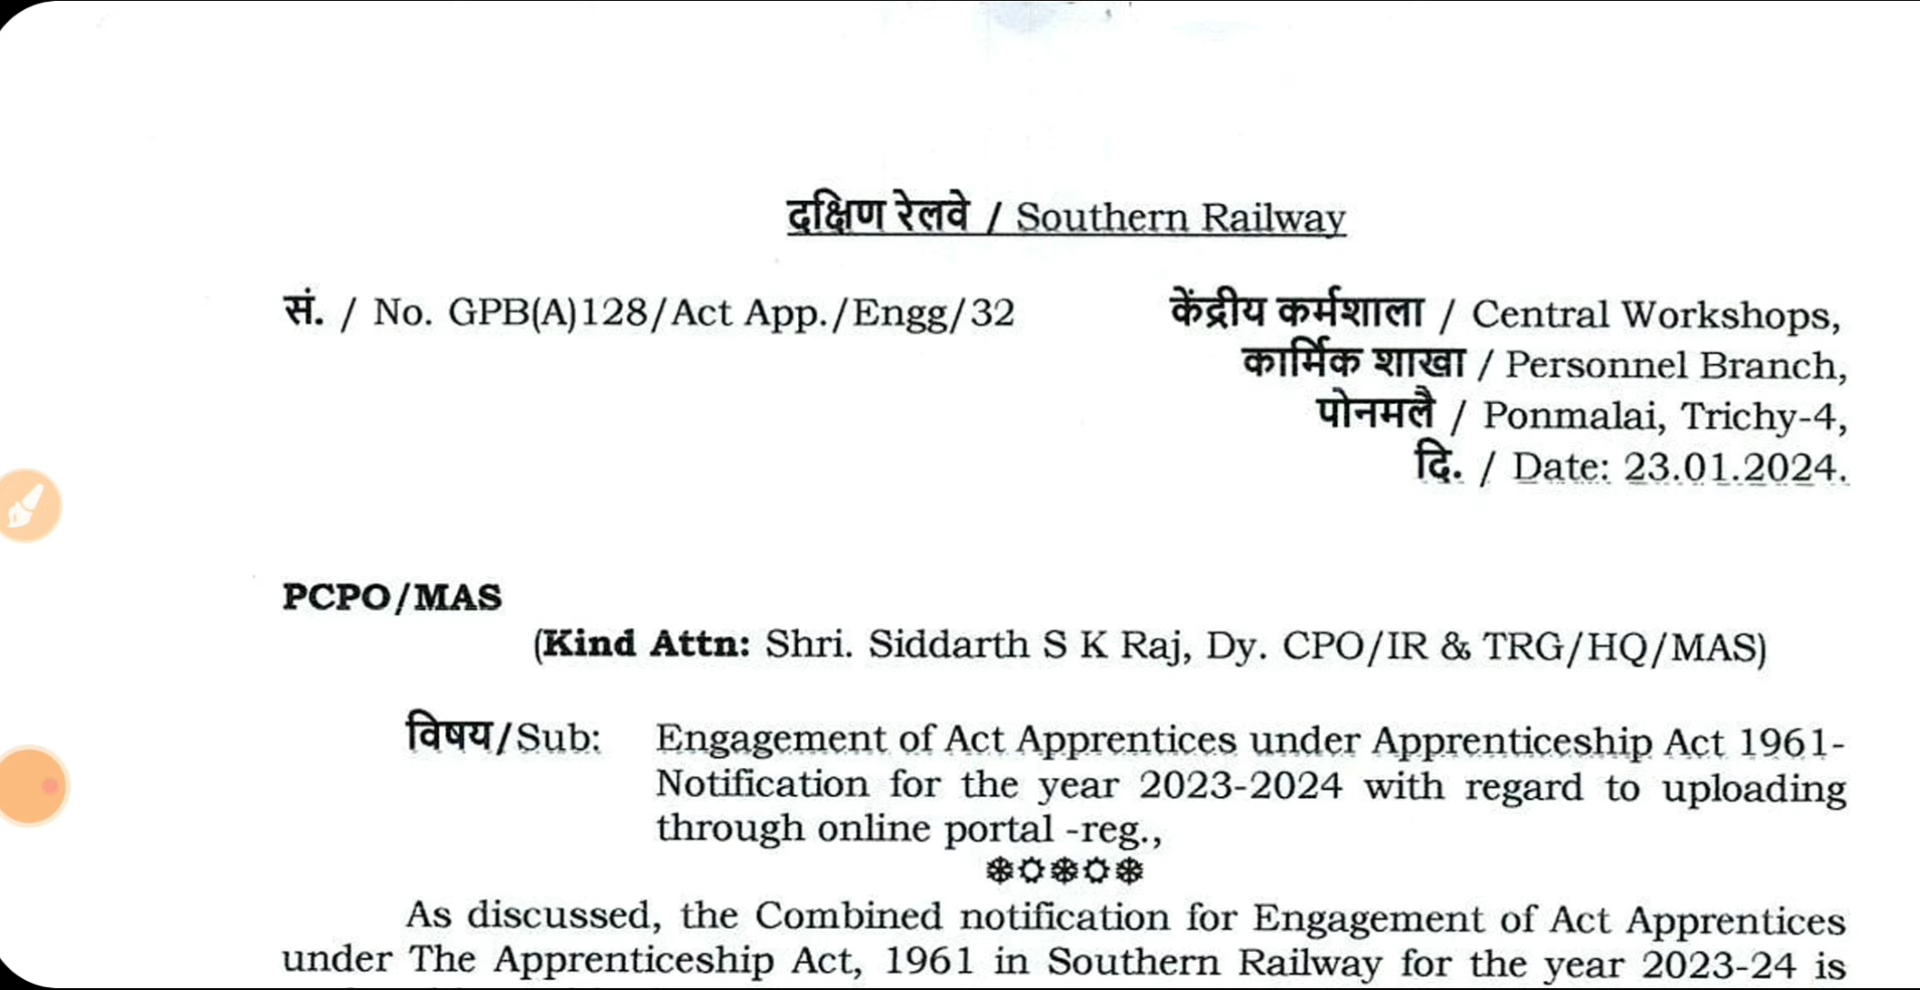 दक्षिण रेलवे / Southern Railway
सं. / No. GPB(A)128/Act App./Engg/32
केंद्रीय कर्मशाला / Central Workshops,
कार्मिक शाखा / Personnel Branch,
पोनमलै / Ponmalai, Trichy-4,
दि. / Date: 23.01.2024.
PCPO/MAS
(Kind Attn: Shri. Siddarth S K Raj, Dy. CPO/IR & TRG/HQ/MAS)
विषय/Sub: Engagement of Act Apprentices under Apprenticeship Act 1961-
Notification for the year 2023-2024 with regard to uploading
through online portal -reg.,
As discussed, the Combined notification for Engagement of Act Apprentices
under The Apprenticeship Act, 1961 in Southern Railway for the year 2023-24 is